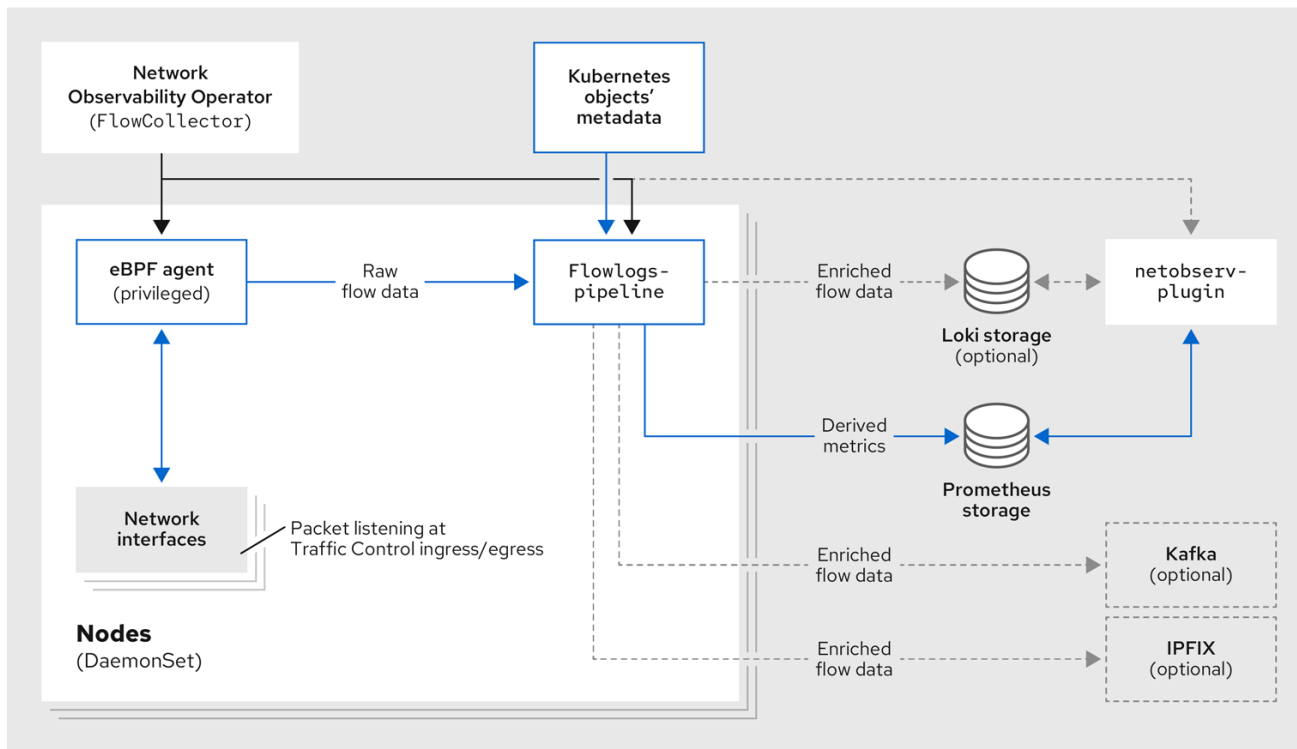 Network
Observability Operator
(FlowCollector)
Kubernetes
objects’
metadata
eBPF agent
(privileged)
Raw
flow data
Flowlogs-
pipeline
Enriched
flow data
Loki storage
(optional)
netobserv-
plugin
Derived
metrics
Prometheus
storage
Network
interfaces
Packet listening at
Traffic Control ingress/egress
Enriched
flow data
Kafka
(optional)
Nodes
(DaemonSet)
Enriched
flow data
IPFIX
(optional)